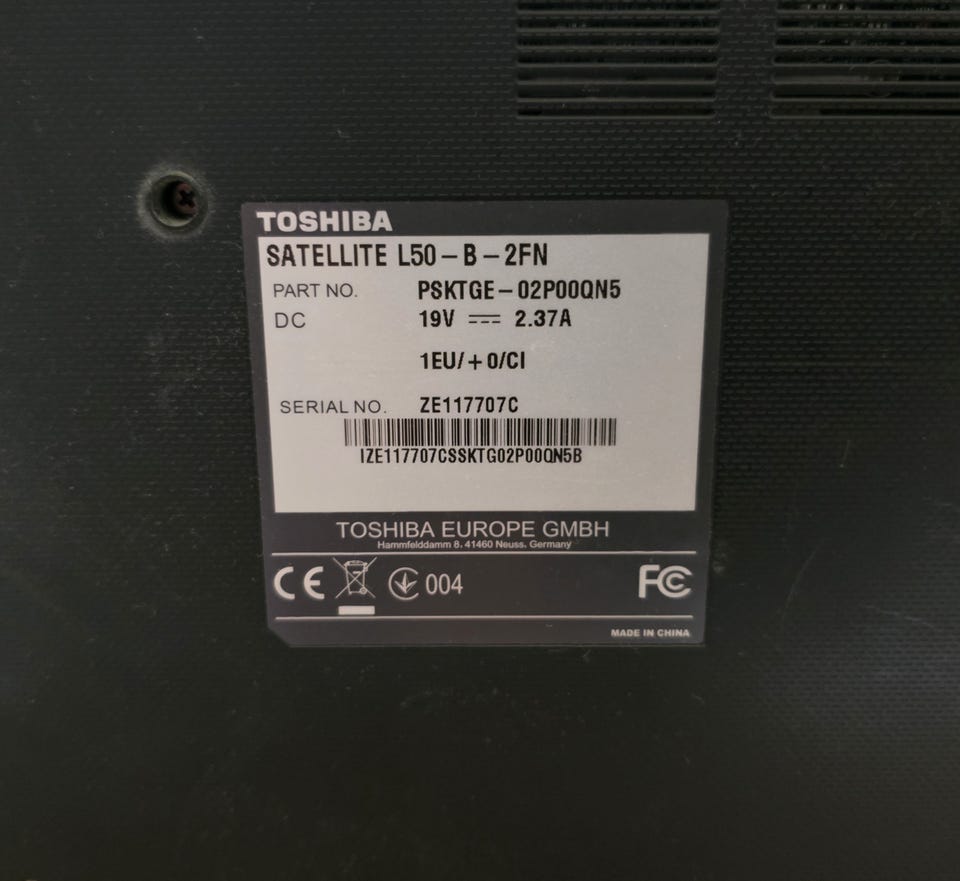 TOSHIBA
SATELLITE L50-B-2FN
PART NO. PSKTGE-02P00QN5
DC 19V ⎓ 2.37A
1EU/+0/CI
SERIAL NO. ZE117707C
IZE117707CSSKTG02P00QN5B
TOSHIBA EUROPE GMBH
Hammfelddamm 8. 41460 Neuss. Germany
CE 004 FC
MADE IN CHINA